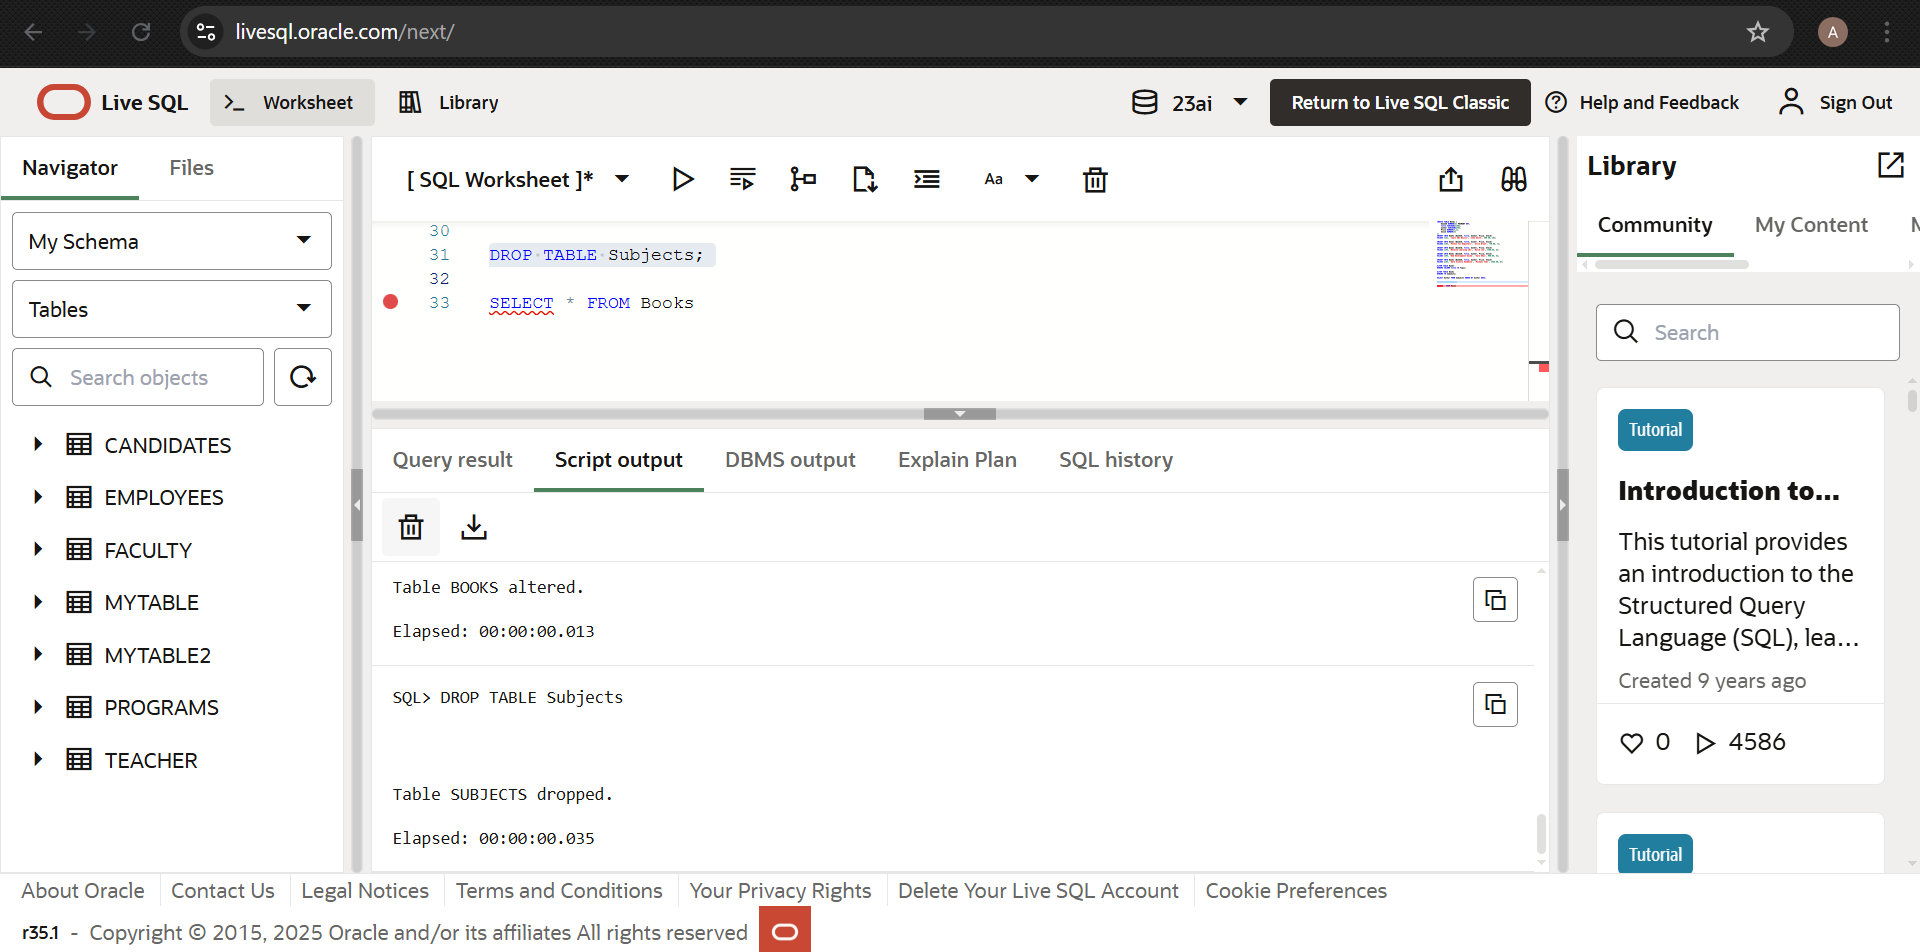 livesql.oracle.com/next/
A
Live SQL
Worksheet
Library
23ai
Return to Live SQL Classic
Help and Feedback
Sign Out
Navigator
Files
My Schema
Tables
Search objects
CANDIDATES
EMPLOYEES
FACULTY
MYTABLE
MYTABLE2
PROGRAMS
TEACHER
[ SQL Worksheet ]*
Aa
30
31 DROP TABLE Subjects;
32
33 SELECT * FROM Books
Query result
Script output
DBMS output
Explain Plan
SQL history
Table BOOKS altered.
Elapsed: 00:00:00.013
SQL> DROP TABLE Subjects
Table SUBJECTS dropped.
Elapsed: 00:00:00.035
Library
Community
My Content
Search
Tutorial
Introduction to...
This tutorial provides
an introduction to the
Structured Query
Language (SQL), lea...
Created 9 years ago
0
4586
Tutorial
About Oracle
Contact Us
Legal Notices
Terms and Conditions
Your Privacy Rights
Delete Your Live SQL Account
Cookie Preferences
r35.1 - Copyright © 2015, 2025 Oracle and/or its affiliates All rights reserved